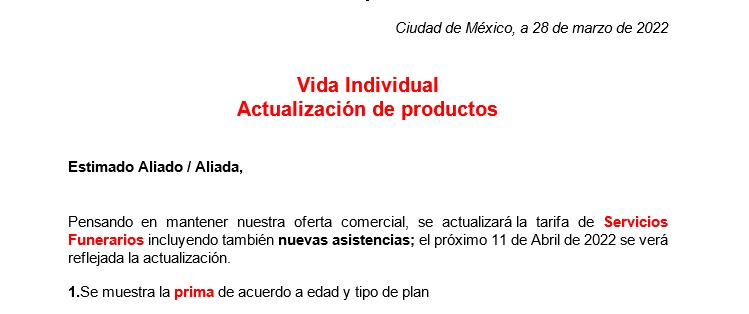 Ciudad de México, a 28 de marzo de 2022
Vida Individual
Actualización de productos
Estimado Aliado / Aliada,
Pensando en mantener nuestra oferta comercial, se actualizará la tarifa de Servicios
Funerarios incluyendo también nuevas asistencias; el próximo 11 de Abril de 2022 se verá
reflejada la actualización.
1.Se muestra la prima de acuerdo a edad y tipo de plan